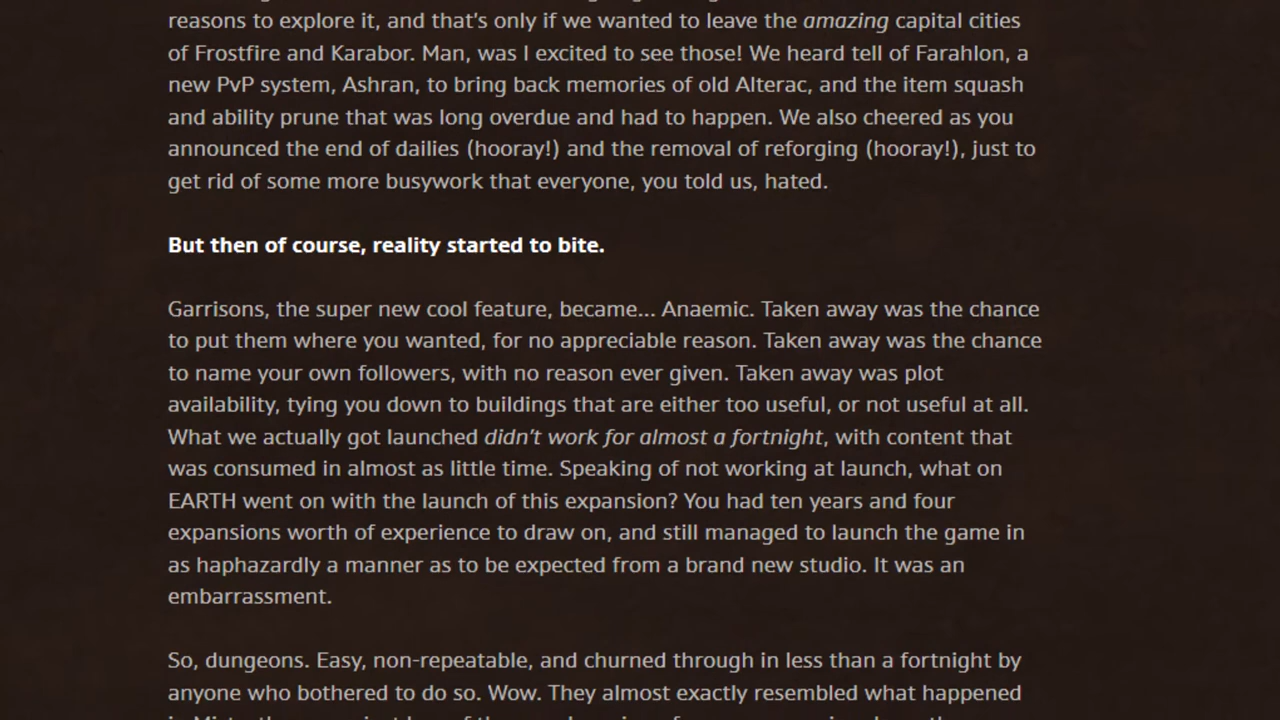 reasons to explore it, and that's only if we wanted to leave the amazing capital cities
of Frostfire and Karabor. Man, was I excited to see those! We heard tell of Farahlon, a
new PvP system, Ashran, to bring back memories of old Alterac, and the item squash
and ability prune that was long overdue and had to happen. We also cheered as you
announced the end of dailies (hooray!) and the removal of reforging (hooray!), just to
get rid of some more busywork that everyone, you told us, hated.
But then of course, reality started to bite.
Garrisons, the super new cool feature, became... Anaemic. Taken away was the chance
to put them where you wanted, for no appreciable reason. Taken away was the chance
to name your own followers, with no reason ever given. Taken away was plot
availability, tying you down to buildings that are either too useful, or not useful at all.
What we actually got launched didn't work for almost a fortnight, with content that
was consumed in almost as little time. Speaking of not working at launch, what on
EARTH went on with the launch of this expansion? You had ten years and four
expansions worth of experience to draw on, and still managed to launch the game in
as haphazardly a manner as to be expected from a brand new studio. It was an
embarrassment.
So, dungeons. Easy, non-repeatable, and churned through in less than a fortnight by
anyone who bothered to do so. Wow. They almost exactly resembled what happened